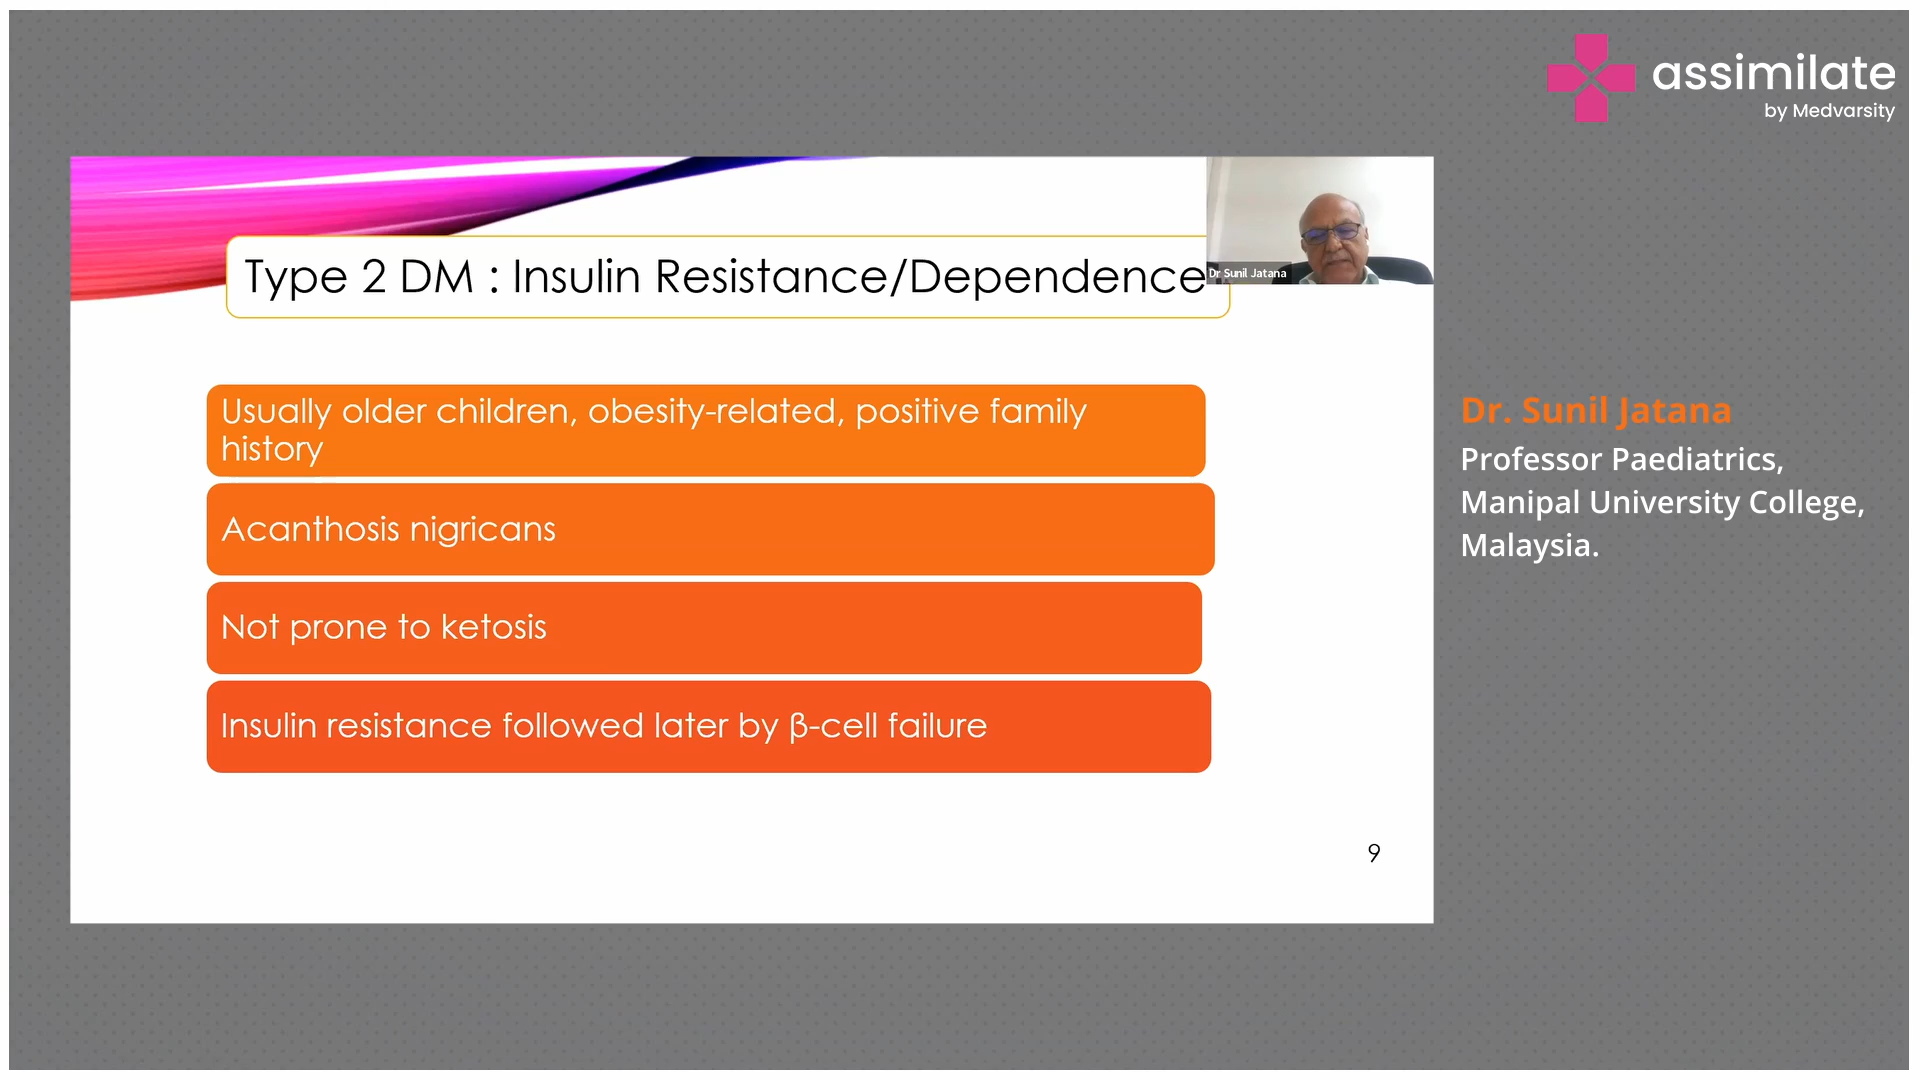 assimilate
by Medvarsity
Type 2 DM : Insulin Resistance/Dependence
Dr Sunil Jatana
Usually older children, obesity-related, positive family
history
Acanthosis nigricans
Not prone to ketosis
Insulin resistance followed later by β-cell failure
9
Dr. Sunil Jatana
Professor Paediatrics,
Manipal University College,
Malaysia.